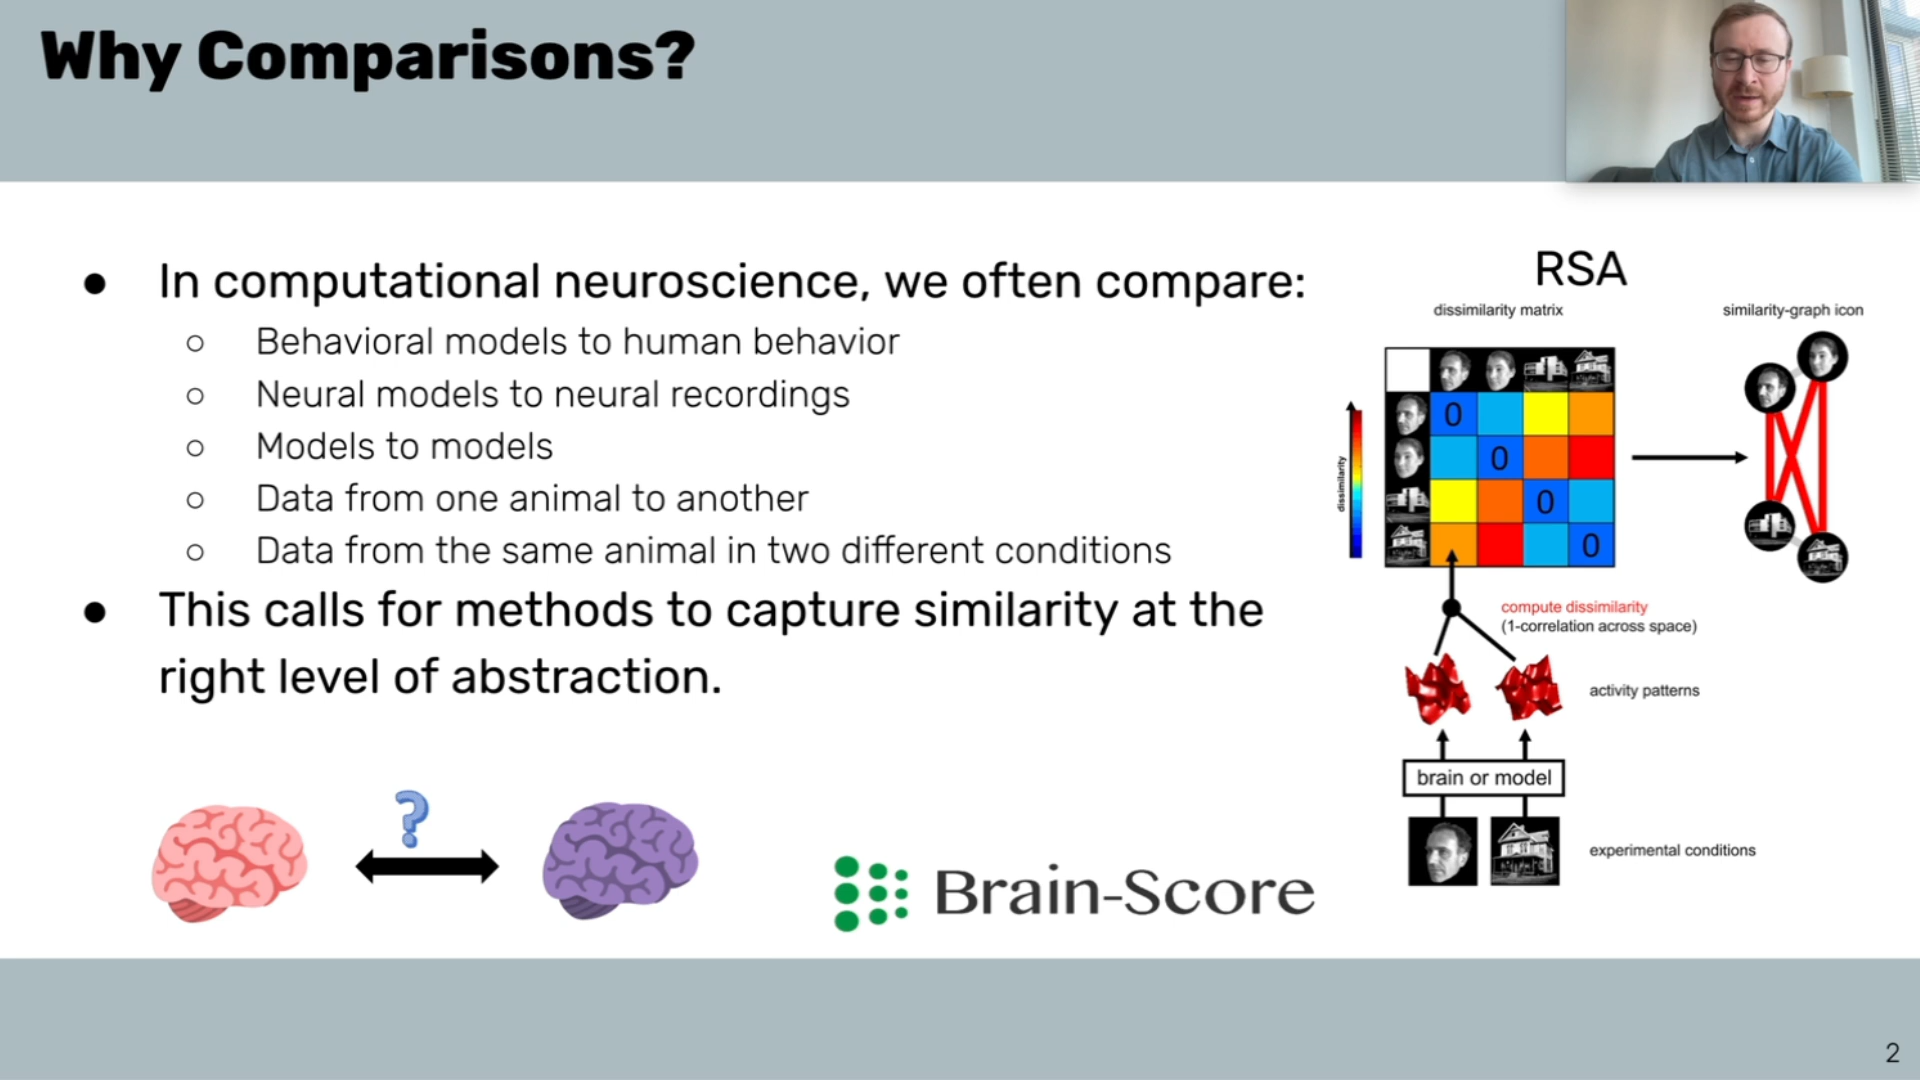 Why Comparisons?
● In computational neuroscience, we often compare:
○ Behavioral models to human behavior
○ Neural models to neural recordings
○ Models to models
○ Data from one animal to another
○ Data from the same animal in two different conditions
● This calls for methods to capture similarity at the
right level of abstraction.
?
Brain-Score
RSA
dissimilarity matrix
similarity-graph icon
dissimilarity
0
0
0
0
compute dissimilarity
(1-correlation across space)
activity patterns
brain or model
experimental conditions
2